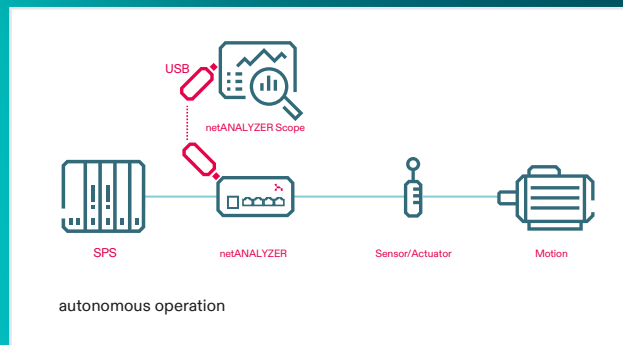 USB
netANALYZER Scope
SPS
netANALYZER
Sensor/Actuator
Motion
autonomous operation